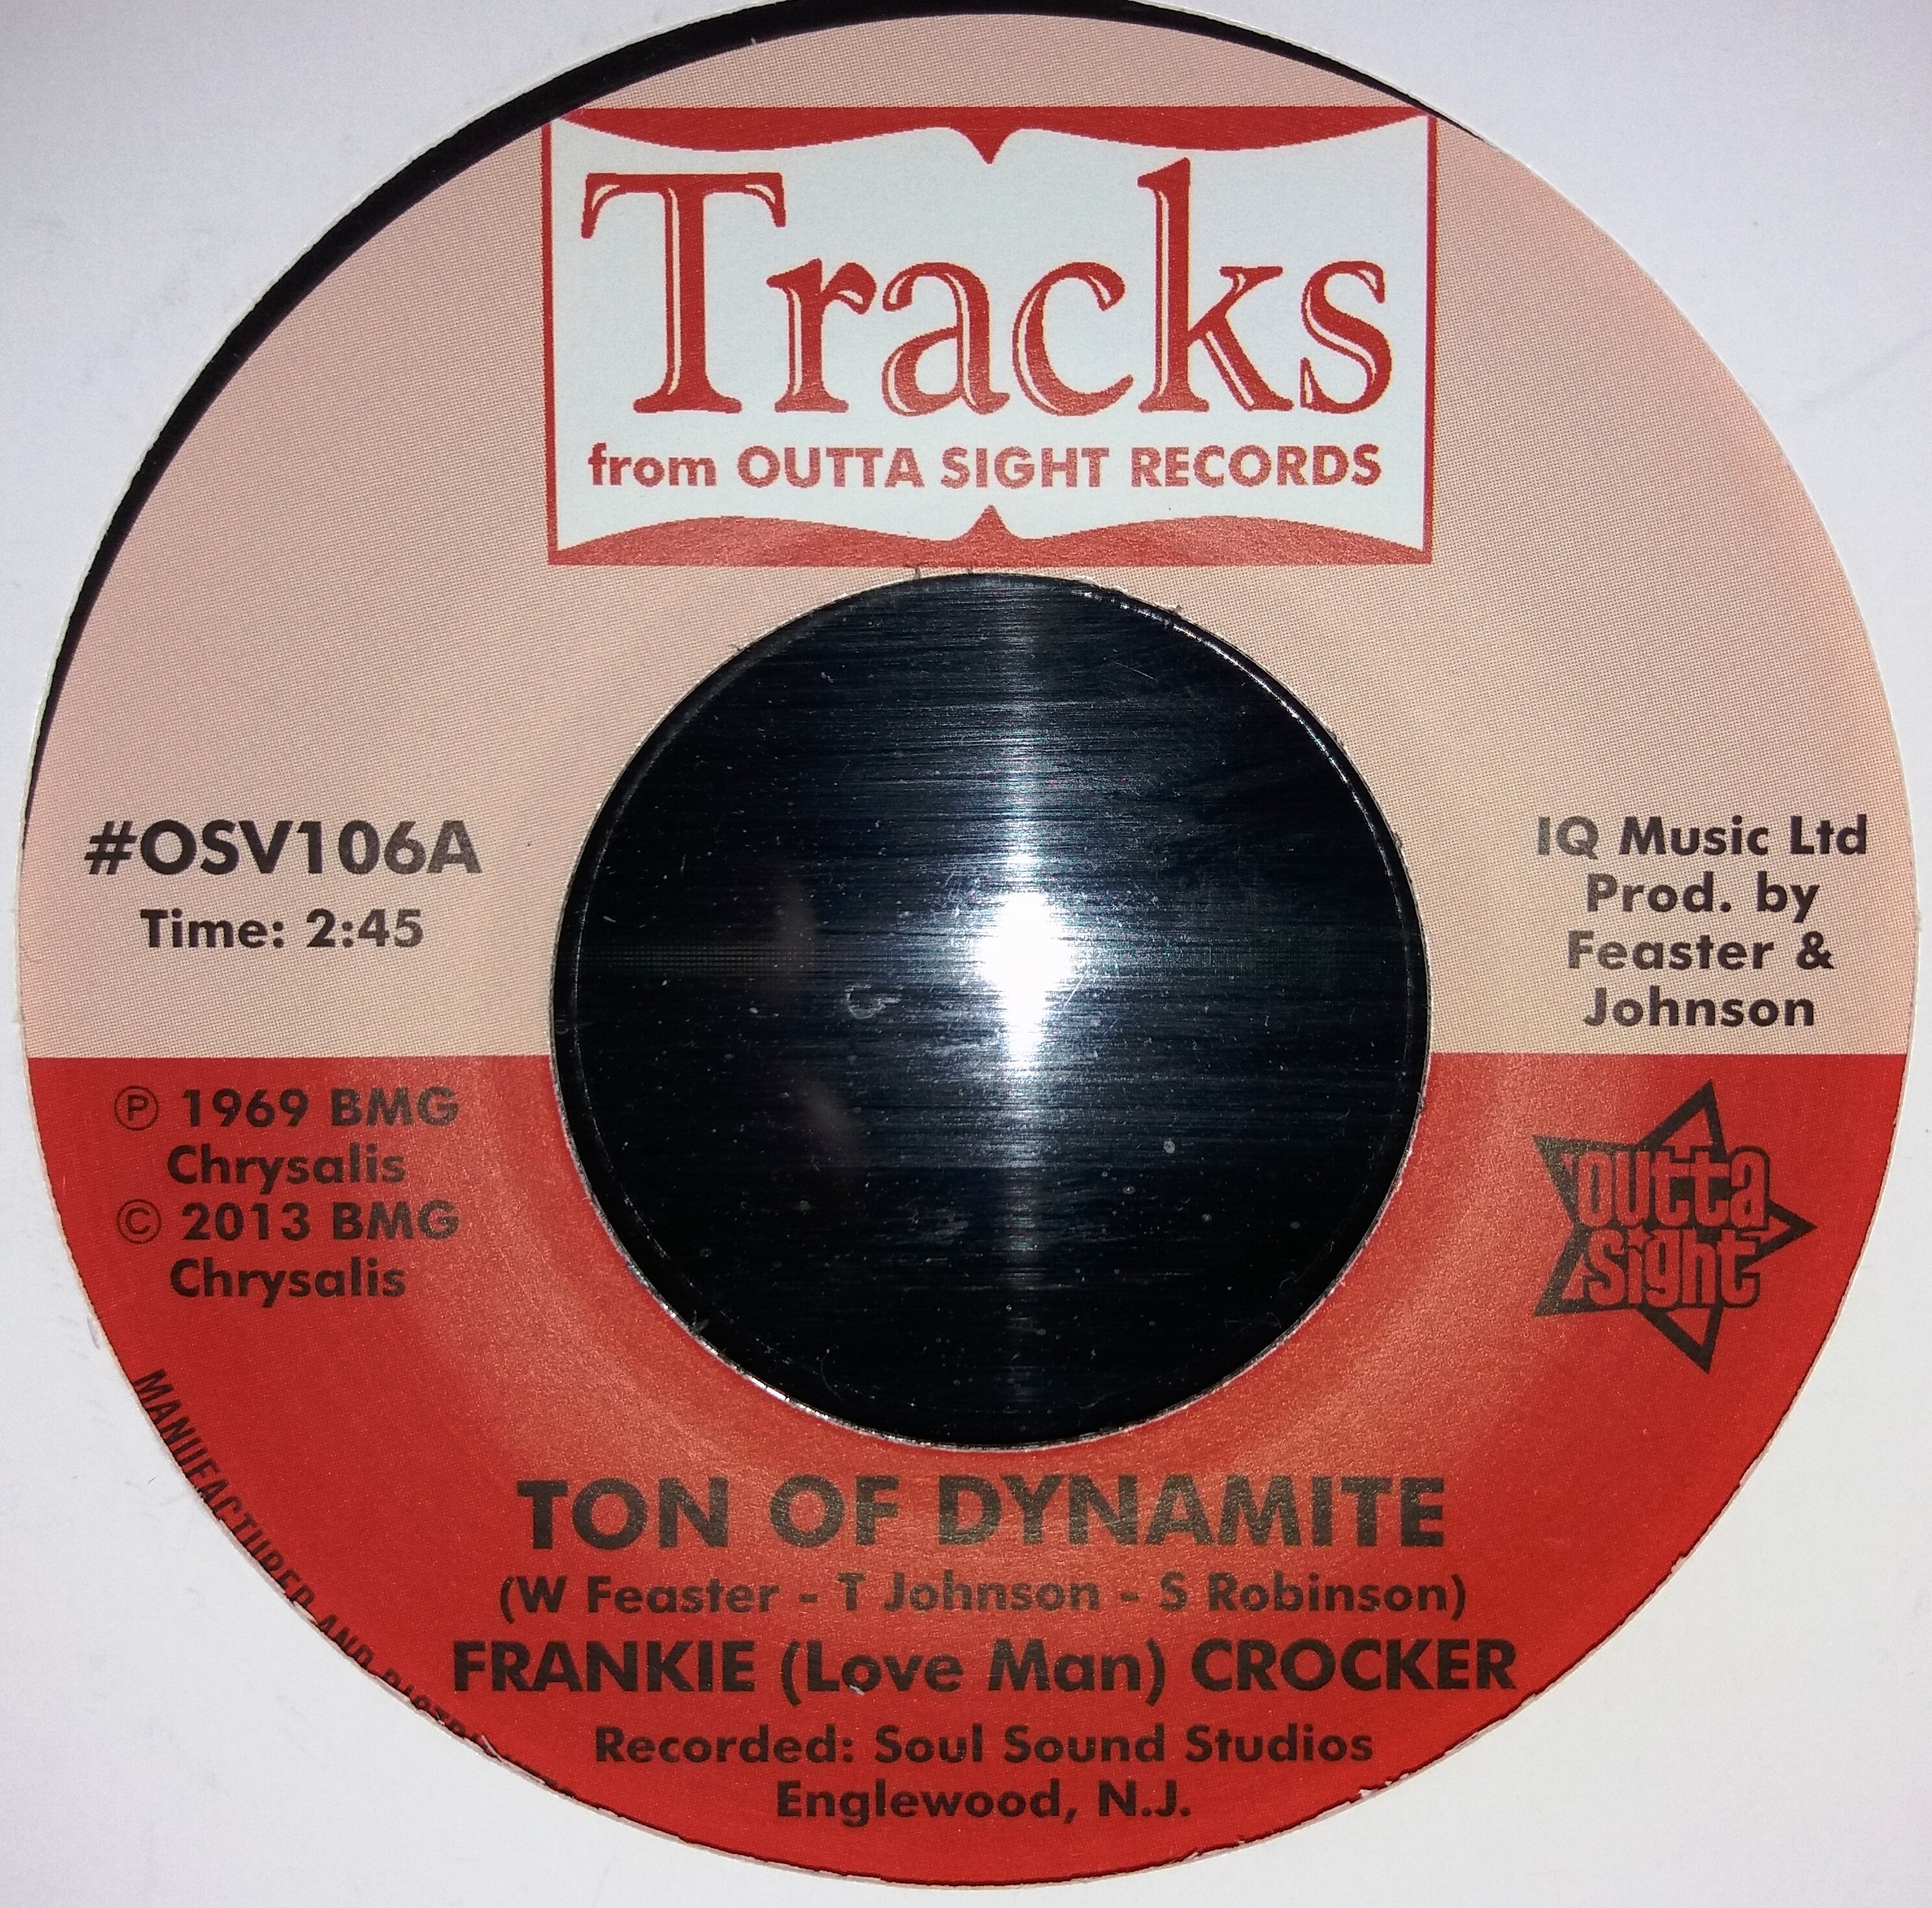 Tracks
from OUTTA SIGHT RECORDS
#OSV106A
Time: 2:45
IQ Music Ltd
Prod. by
Feaster &
Johnson
℗ 1969 BMG
Chrysalis
© 2013 BMG
Chrysalis
outta
sight
TON OF DYNAMITE
(W Feaster - T Johnson - S Robinson)
FRANKIE (Love Man) CROCKER
Recorded: Soul Sound Studios
Englewood, N.J.
MANUFACTURED AND